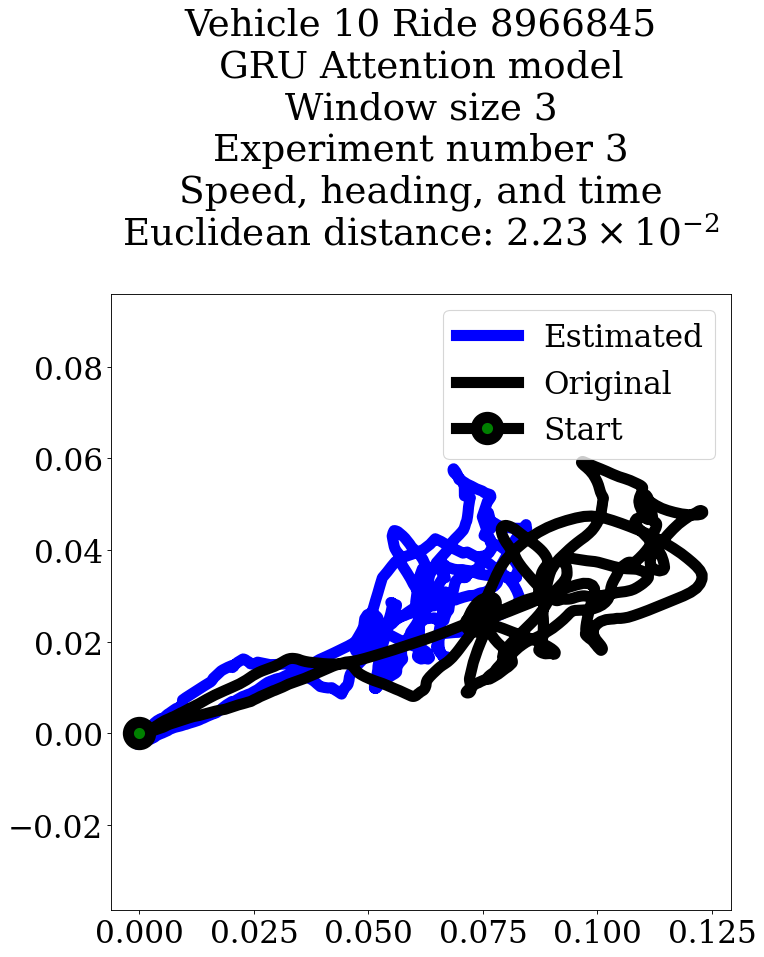 Vehicle 10 Ride 8966845
GRU Attention model
Window size 3
Experiment number 3
Speed, heading, and time
Euclidean distance: 2.23 × 10⁻²
Estimated
Original
Start
0.08
0.06
0.04
0.02
0.00
−0.02
0.000 0.025 0.050 0.075 0.100 0.125